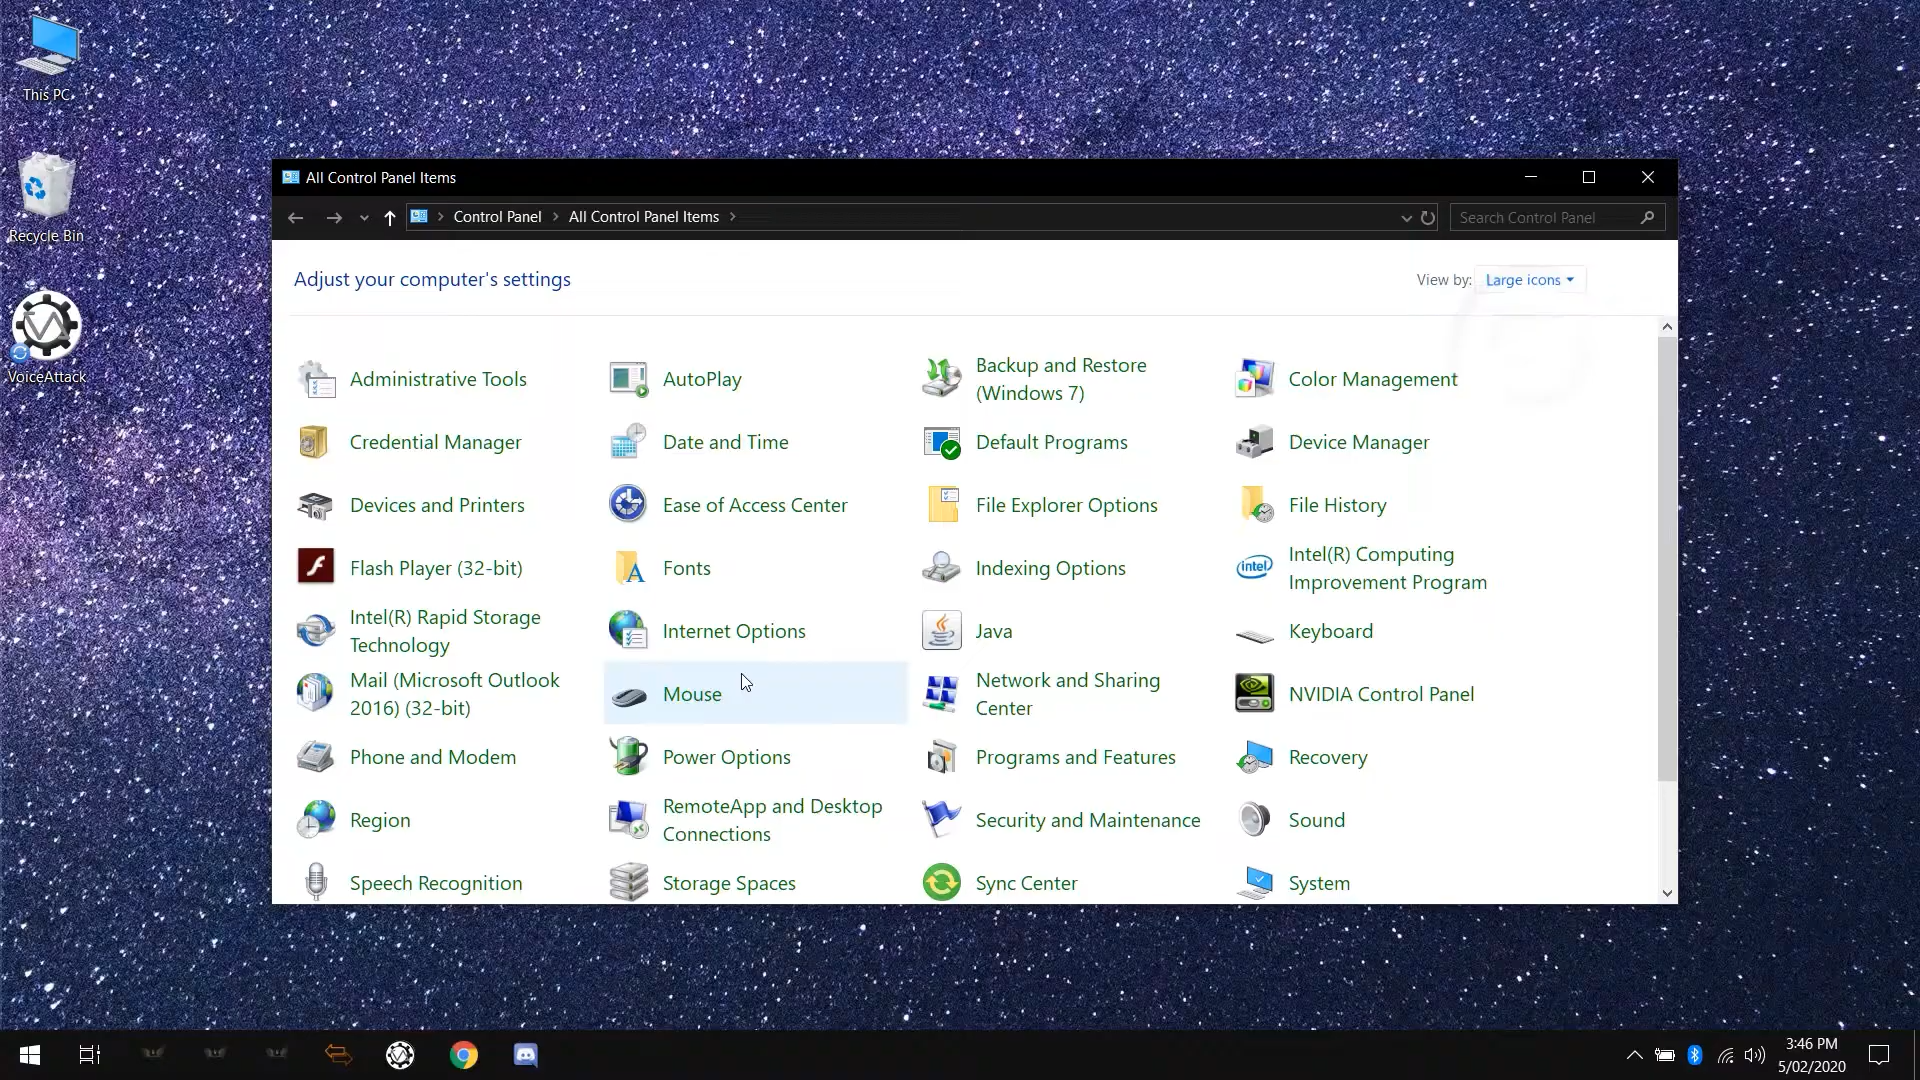 This PC
Recycle Bin
VoiceAttack
All Control Panel Items
Control Panel
All Control Panel Items
Search Control Panel
Adjust your computer's settings
View by:
Large icons
Administrative Tools
AutoPlay
Backup and Restore
(Windows 7)
Color Management
Credential Manager
Date and Time
Default Programs
Device Manager
Devices and Printers
Ease of Access Center
File Explorer Options
File History
Flash Player (32-bit)
Fonts
Indexing Options
intel
Intel(R) Computing
Improvement Program
Intel(R) Rapid Storage
Technology
Internet Options
Java
Keyboard
Mail (Microsoft Outlook
2016) (32-bit)
Mouse
Network and Sharing
Center
NVIDIA Control Panel
Phone and Modem
Power Options
Programs and Features
Recovery
Region
RemoteApp and Desktop
Connections
Security and Maintenance
Sound
Speech Recognition
Storage Spaces
Sync Center
System
3:46 PM
5/02/2020